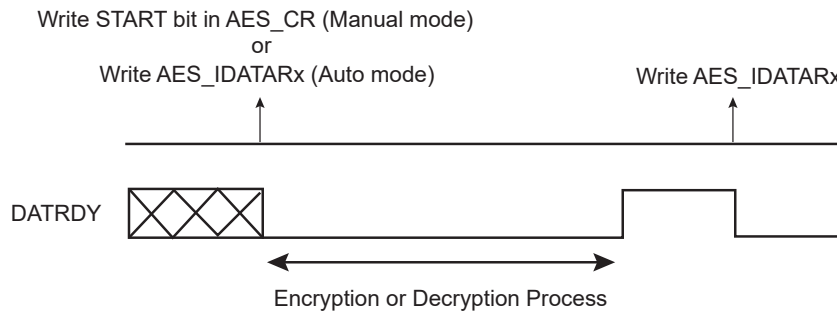 Write START bit in AES_CR (Manual mode)
or
Write AES_IDATARx (Auto mode)
Write AES_IDATARx
DATRDY
Encryption or Decryption Process